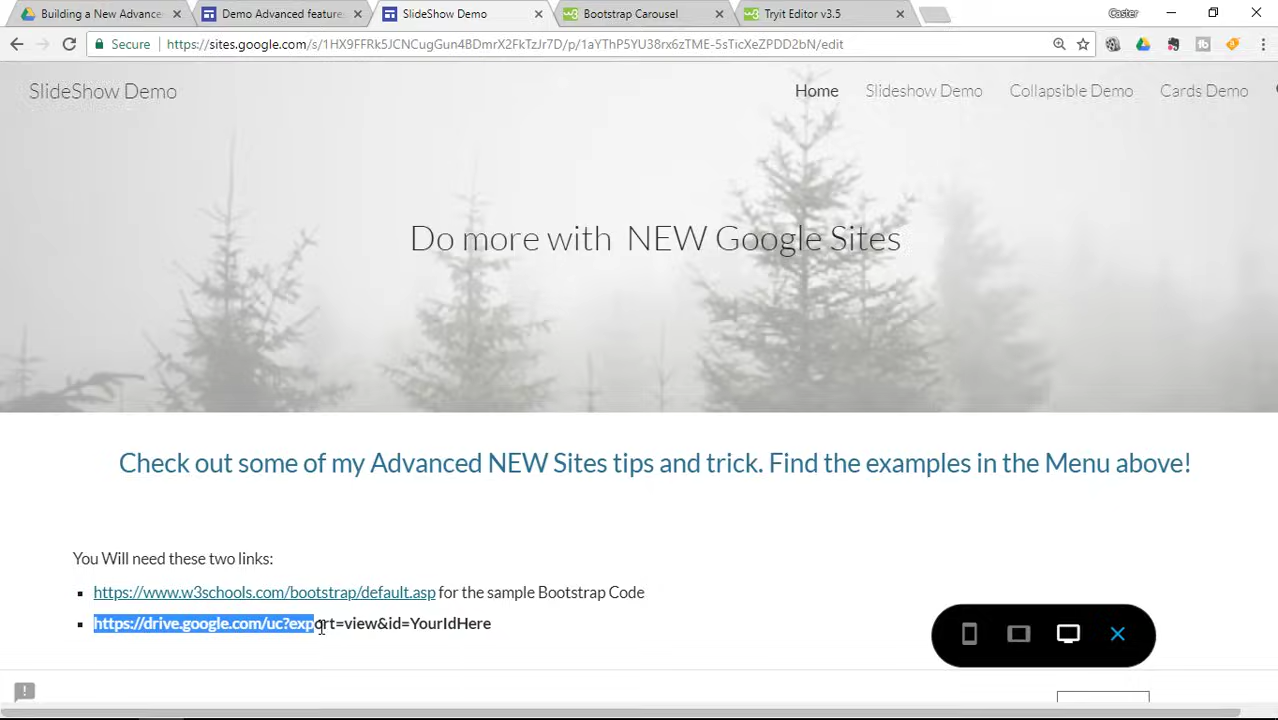 Building a New Advance
Demo Advanced feature
SlideShow Demo
Bootstrap Carousel
Tryit Editor v3.5
Caster
Secure
https://sites.google.com/s/1HX9FFRk5JCNCugGun4BDmrX2FkTzJr7D/p/1aYThP5YU38rx6zTME-5sTicXeZPDD2bN/edit
SlideShow Demo
Home Slideshow Demo Collapsible Demo Cards Demo
Do more with NEW Google Sites
Check out some of my Advanced NEW Sites tips and trick. Find the examples in the Menu above!
You Will need these two links:
https://www.w3schools.com/bootstrap/default.asp for the sample Bootstrap Code
https://drive.google.com/uc?export=view&id=YourIdHere